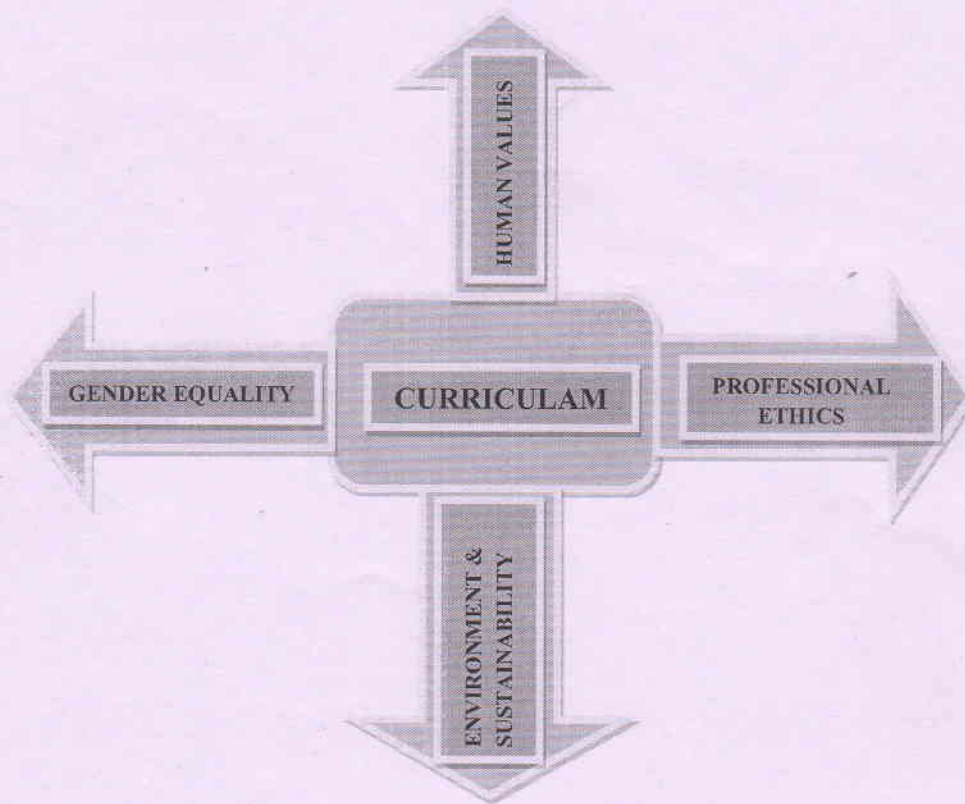 HUMAN VALUES
GENDER EQUALITY
CURRICULAM
PROFESSIONAL
ETHICS
ENVIRONMENT &
SUSTAINABILITY